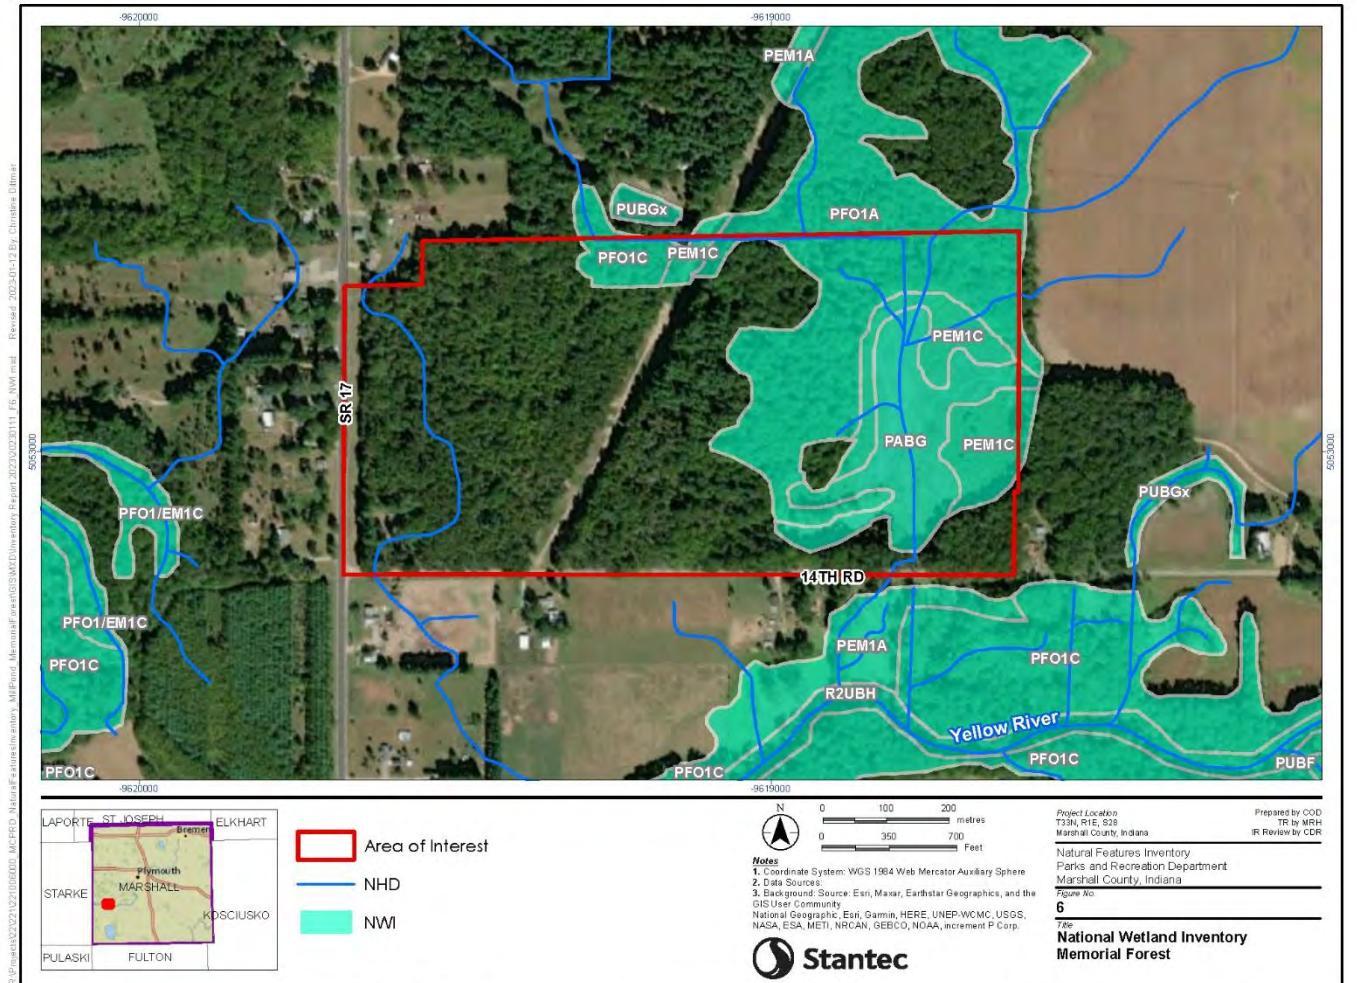 -9620000
-9619000
PEM1A
PUBGx
PFO1A
PFO1C
PEM1C
PEM1C
SR 17
5053000
5053000
PABG
PEM1C
PUBGx
PFO1/EM1C
14TH RD
PFO1/EM1C
PFO1C
PEM1A
PFO1C
R2UBH
Yellow River
PFO1C
PFO1C
PFO1C
PUBF
-9620000
-9619000
Revised: 2023-01-12 By: Christine Dittmar
LAPORTE
ST JOSEPH
ELKHART
Bremen
Plymouth
STARKE
MARSHALL
KOSCIUSKO
PULASKI
FULTON
Area of Interest
NHD
NWI
N
0 100 200
metres
0 350 700
Feet
Notes
1. Coordinate System: WGS 1984 Web Mercator Auxiliary Sphere
2. Data Sources:
3. Background: Source: Esri, Maxar, Earthstar Geographics, and the
GIS User Community
National Geographic, Esri, Garmin, HERE, UNEP-WCMC, USGS,
NASA, ESA, METI, NRCAN, GEBCO, NOAA, increment P Corp.
Stantec
Project Location
T33N, R1E, S28
Marshall County, Indiana
Prepared by COD
TR by MRH
IR Review by CDR
Natural Features Inventory
Parks and Recreation Department
Marshall County, Indiana
Figure No.
6
Title
National Wetland Inventory
Memorial Forest